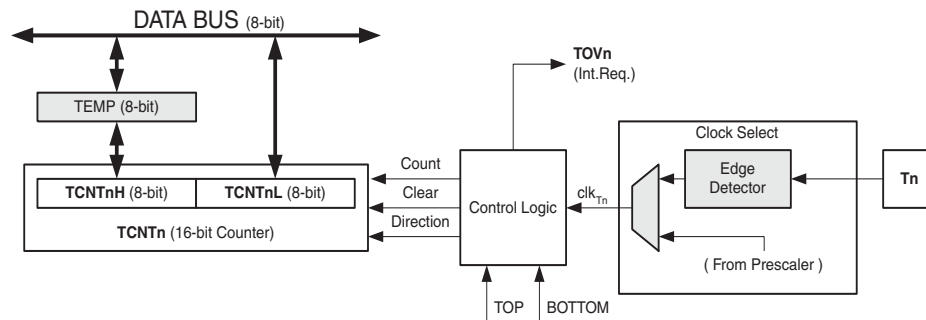 DATA BUS (8-bit)
TEMP (8-bit)
TCNTnH (8-bit)
TCNTnL (8-bit)
TCNTn (16-bit Counter)
Count
Clear
Direction
Control Logic
TOVn
(Int.Req.)
TOP
BOTTOM
clkTn
Clock Select
Edge
Detector
( From Prescaler )
Tn